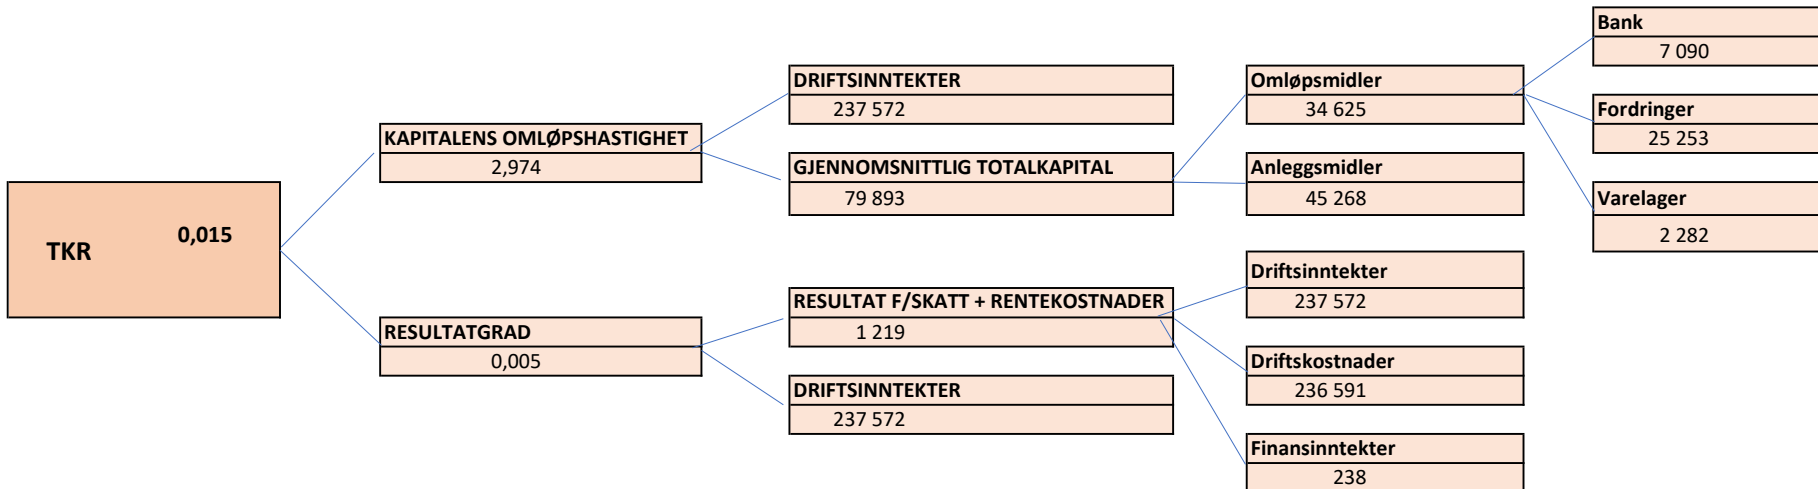 TKR 0,015
KAPITALENS OMLØPSHASTIGHET
2,974
RESULTATGRAD
0,005
DRIFTSINNTEKTER
237 572
GJENNOMSNITTLIG TOTALKAPITAL
79 893
RESULTAT F/SKATT + RENTEKOSTNADER
1 219
DRIFTSINNTEKTER
237 572
Omløpsmidler
34 625
Anleggsmidler
45 268
Driftsinntekter
237 572
Driftskostnader
236 591
Finansinntekter
238
Bank
7 090
Fordringer
25 253
Varelager
2 282